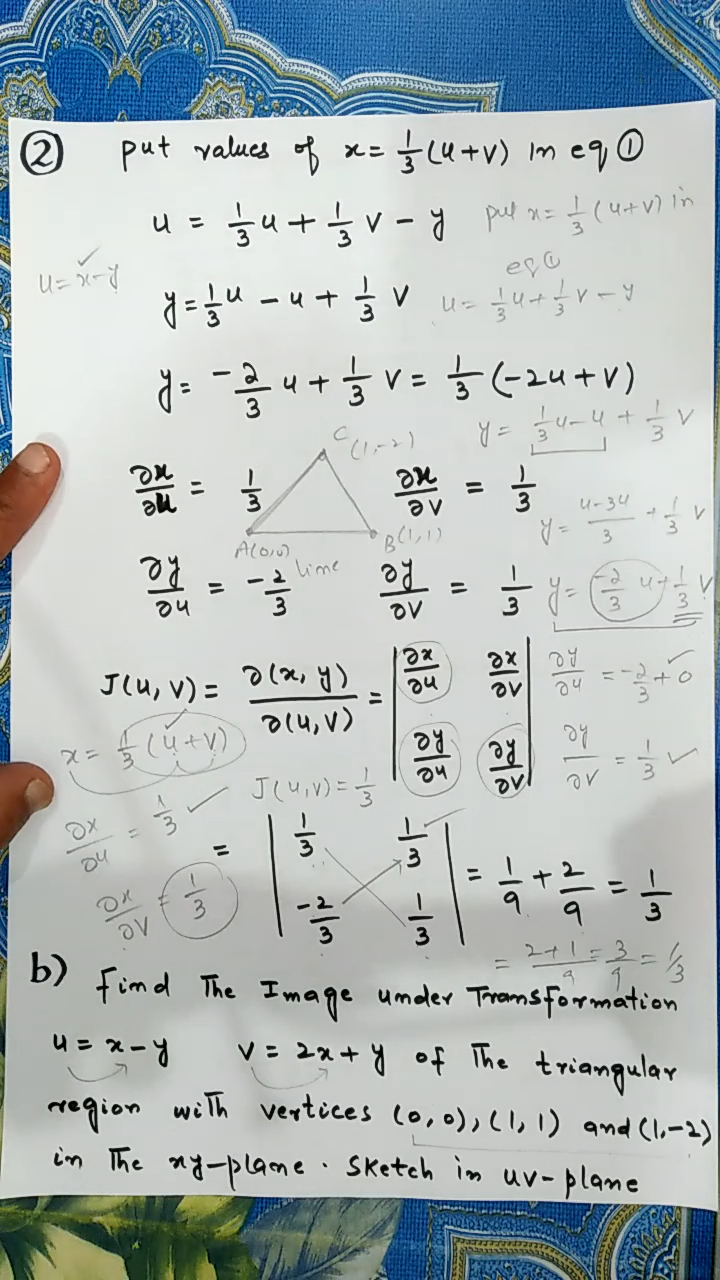 ② put values of x = 1/3 (u+v) in eq ①
u = 1/3 u + 1/3 v - y
put x = 1/3 (u+v) in
eq ①
u = x-y ✓
y = 1/3 u - u + 1/3 v
u = 1/3 u + 1/3 v - y
y = -2/3 u + 1/3 v = 1/3 (-2u+v)
y = 1/3 u - u + 1/3 v
C (1,-2)
∂x/∂u = 1/3
∂x/∂v = 1/3
y = u-3u/3 + 1/3 v
A(0,0)
B(1,1)
line
∂y/∂u = -2/3
∂y/∂v = 1/3
y = -2/3 u + 1/3 v
J(u,v) = ∂(x,y)/∂(u,v) = | ∂x/∂u ∂x/∂v |
| ∂y/∂u ∂y/∂v |
∂y/∂u = -2/3 + 0 ✓
∂y/∂v = 1/3 ✓
x = 1/3 (u+v) ✓
J(u,v) = 1/3
∂x/∂u = 1/3 ✓
∂x/∂v = 1/3
= | 1/3 1/3 | ✓
| -2/3 1/3 |
= 1/9 + 2/9 = 1/3
= 2+1/9 = 3/9 = 1/3
b) Find The Image under Transformation
u = x-y v = 2x+y of The triangular
region with vertices (0,0),(1,1) and (1,-2)
in The xy-plane. Sketch in uv-plane